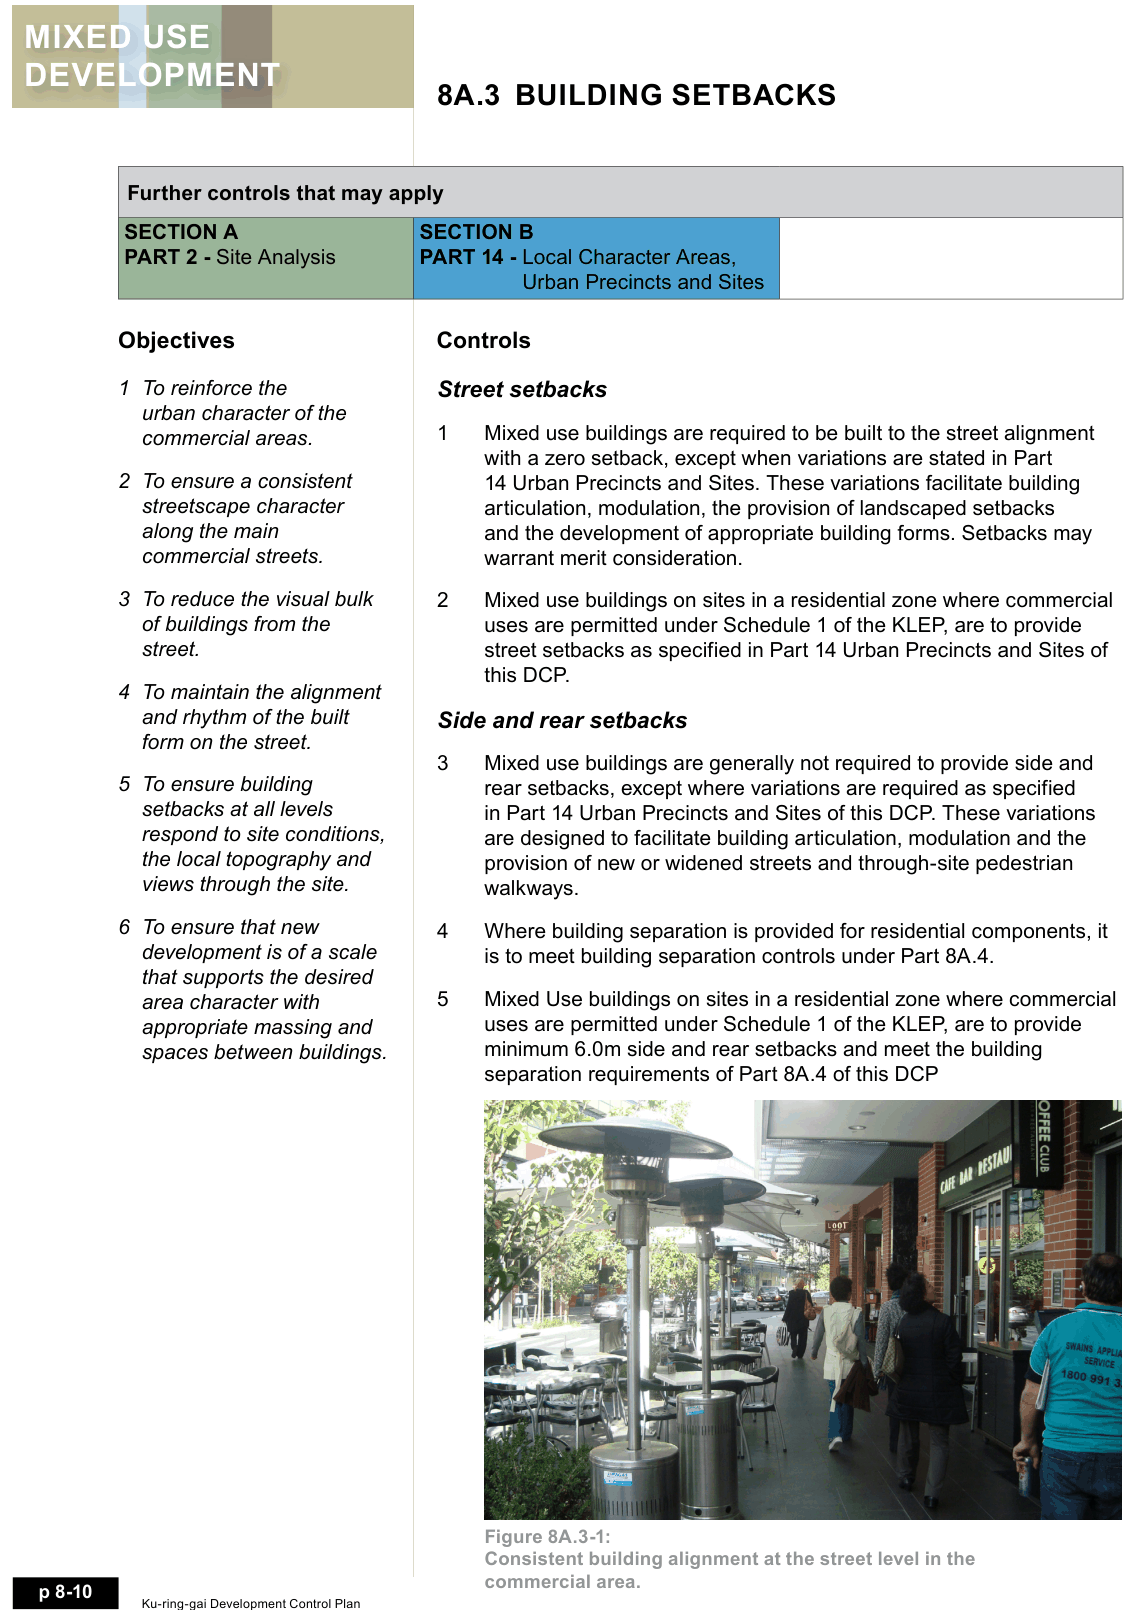 MIXED USE
DEVELOPMENT
8A.3 BUILDING SETBACKS
Further controls that may apply
SECTION A
PART 2 - Site Analysis
SECTION B
PART 14 - Local Character Areas,
Urban Precincts and Sites
Objectives
1 To reinforce the
urban character of the
commercial areas.
2 To ensure a consistent
streetscape character
along the main
commercial streets.
3 To reduce the visual bulk
of buildings from the
street.
4 To maintain the alignment
and rhythm of the built
form on the street.
5 To ensure building
setbacks at all levels
respond to site conditions,
the local topography and
views through the site.
6 To ensure that new
development is of a scale
that supports the desired
area character with
appropriate massing and
spaces between buildings.
Controls
Street setbacks
1 Mixed use buildings are required to be built to the street alignment
with a zero setback, except when variations are stated in Part
14 Urban Precincts and Sites. These variations facilitate building
articulation, modulation, the provision of landscaped setbacks
and the development of appropriate building forms. Setbacks may
warrant merit consideration.
2 Mixed use buildings on sites in a residential zone where commercial
uses are permitted under Schedule 1 of the KLEP, are to provide
street setbacks as specified in Part 14 Urban Precincts and Sites of
this DCP.
Side and rear setbacks
3 Mixed use buildings are generally not required to provide side and
rear setbacks, except where variations are required as specified
in Part 14 Urban Precincts and Sites of this DCP. These variations
are designed to facilitate building articulation, modulation and the
provision of new or widened streets and through-site pedestrian
walkways.
4 Where building separation is provided for residential components, it
is to meet building separation controls under Part 8A.4.
5 Mixed Use buildings on sites in a residential zone where commercial
uses are permitted under Schedule 1 of the KLEP, are to provide
minimum 6.0m side and rear setbacks and meet the building
separation requirements of Part 8A.4 of this DCP
OFFEE CLUB
CAFE BAR RESTAU
LOOT
SWAINS APPLIA
SERVICE
1800 991 3
Figure 8A.3-1:
Consistent building alignment at the street level in the
commercial area.
p 8-10
Ku-ring-gai Development Control Plan